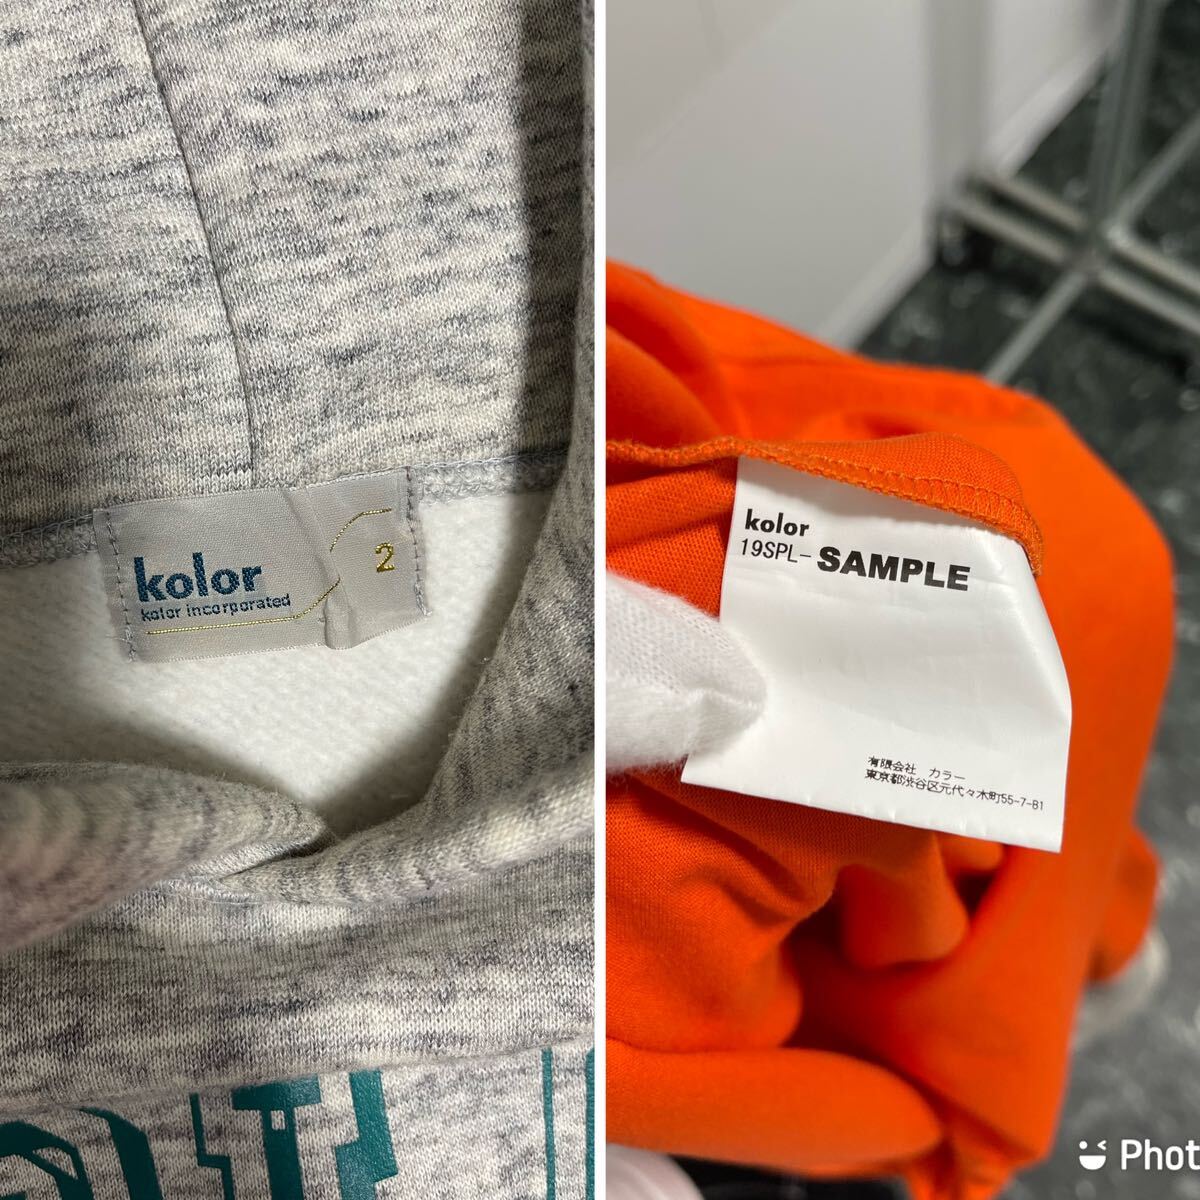 kolor
kolor incorporated
2
kolor
19SPL-SAMPLE
有限会社 カラー
東京都渋谷区元代々木町55-7-B1
Phot